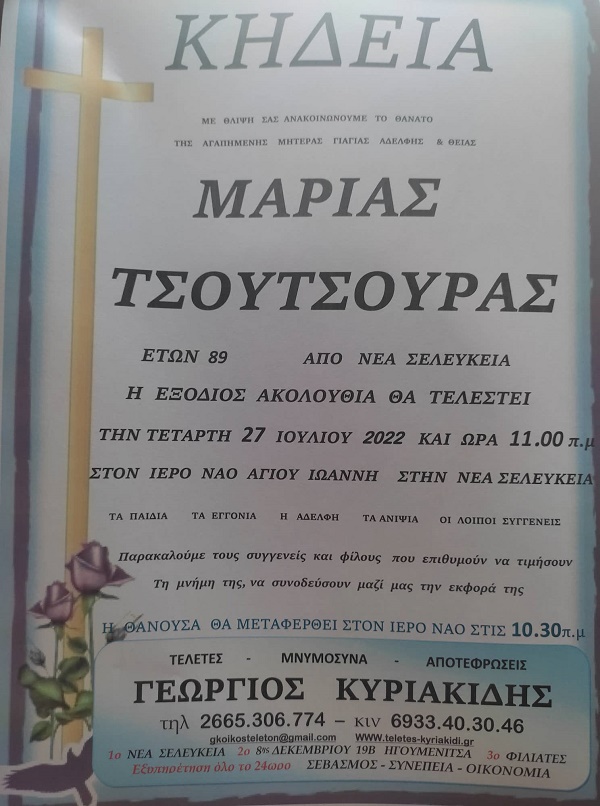 ΚΗΔΕΙΑ
ΜΕ ΘΛΙΨΗ ΣΑΣ ΑΝΑΚΟΙΝΩΝΟΥΜΕ ΤΟ ΘΑΝΑΤΟ
ΤΗΣ ΑΓΑΠΗΜΕΝΗΣ ΜΗΤΕΡΑΣ ΓΙΑΓΙΑΣ ΑΔΕΛΦΗΣ & ΘΕΙΑΣ
ΜΑΡΙΑΣ
ΤΣΟΥΤΣΟΥΡΑΣ
ΕΤΩΝ 89 ΑΠΟ ΝΕΑ ΣΕΛΕΥΚΕΙΑ
Η ΕΞΟΔΙΟΣ ΑΚΟΛΟΥΘΙΑ ΘΑ ΤΕΛΕΣΤΕΙ
ΤΗΝ ΤΕΤΑΡΤΗ 27 ΙΟΥΛΙΟΥ 2022 ΚΑΙ ΩΡΑ 11.00 π.μ
ΣΤΟΝ ΙΕΡΟ ΝΑΟ ΑΓΙΟΥ ΙΩΑΝΝΗ ΣΤΗΝ ΝΕΑ ΣΕΛΕΥΚΕΙΑ
ΤΑ ΠΑΙΔΙΑ ΤΑ ΕΓΓΟΝΙΑ Η ΑΔΕΛΦΗ ΤΑ ΑΝΙΨΙΑ ΟΙ ΛΟΙΠΟΙ ΣΥΓΓΕΝΕΙΣ
Παρακαλούμε τους συγγενείς και φίλους που επιθυμούν να τιμήσουν
Τη μνήμη της, να συνοδεύσουν μαζί μας την εκφορά της
Η ΘΑΝΟΥΣΑ ΘΑ ΜΕΤΑΦΕΡΘΕΙ ΣΤΟΝ ΙΕΡΟ ΝΑΟ ΣΤΙΣ 10.30π.μ
ΤΕΛΕΤΕΣ - ΜΝΥΜΟΣΥΝΑ - ΑΠΟΤΕΦΡΩΣΕΙΣ
ΓΕΩΡΓΙΟΣ ΚΥΡΙΑΚΙΔΗΣ
τηλ 2665.306.774 – κιν 6933.40.30.46
gkoikosteleton@gmail.com WWW.teletes-kyriakidi.gr
1ο ΝΕΑ ΣΕΛΕΥΚΕΙΑ 2ο 8ης ΔΕΚΕΜΒΡΙΟΥ 19Β ΗΓΟΥΜΕΝΙΤΣΑ 3ο ΦΙΛΙΑΤΕΣ
Εξυπηρέτηση όλο το 24ωρο ΣΕΒΑΣΜΟΣ - ΣΥΝΕΠΕΙΑ - ΟΙΚΟΝΟΜΙΑ